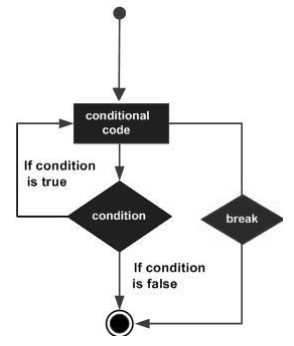 conditional
code
If condition
is true
condition
break
If condition
is false